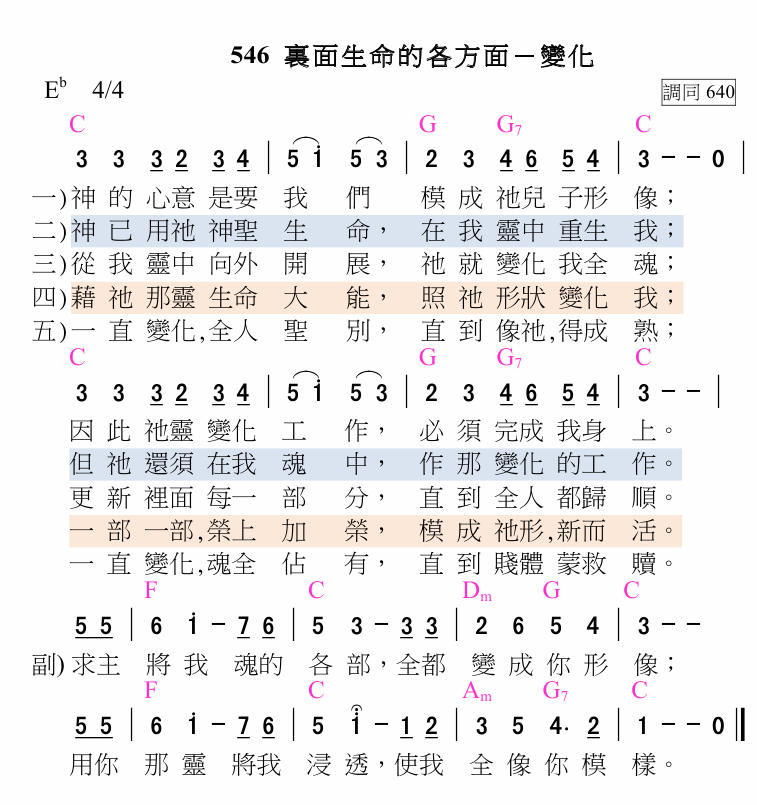 546 裏面生命的各方面－變化
E♭ 4/4 調同 640
C G G7 C
3 3 3 2 3 4 | 5 i 5 3 | 2 3 4 6 5 4 | 3 － － 0 |
一)神的心意是要我們 模成祂兒子形像；
二)神已用祂神聖生命，在我靈中重生我；
三)從我靈中向外開展，祂就變化我全魂；
四)藉祂那靈生命大能，照祂形狀變化我；
五)一直變化,全人聖別，直到像祂,得成熟；
C G G7 C
3 3 3 2 3 4 | 5 i 5 3 | 2 3 4 6 5 4 | 3 － － |
因此祂靈變化工作，必須完成我身上。
但祂還須在我魂中，作那變化的工作。
更新裡面每一部分，直到全人都歸順。
一部一部,榮上加榮，模成祂形,新而活。
一直變化,魂全佔有，直到賤體蒙救贖。
F C Dm G C
5 5 | 6 i － 7 6 | 5 3 － 3 3 | 2 6 5 4 | 3 － －
副)求主將我魂的各部，全都變成你形像；
F C Am G7 C
5 5 | 6 i － 7 6 | 5 i － 1 2 | 3 5 4. 2 | 1 － － 0 ||
用你那靈將我浸透，使我全像你模樣。